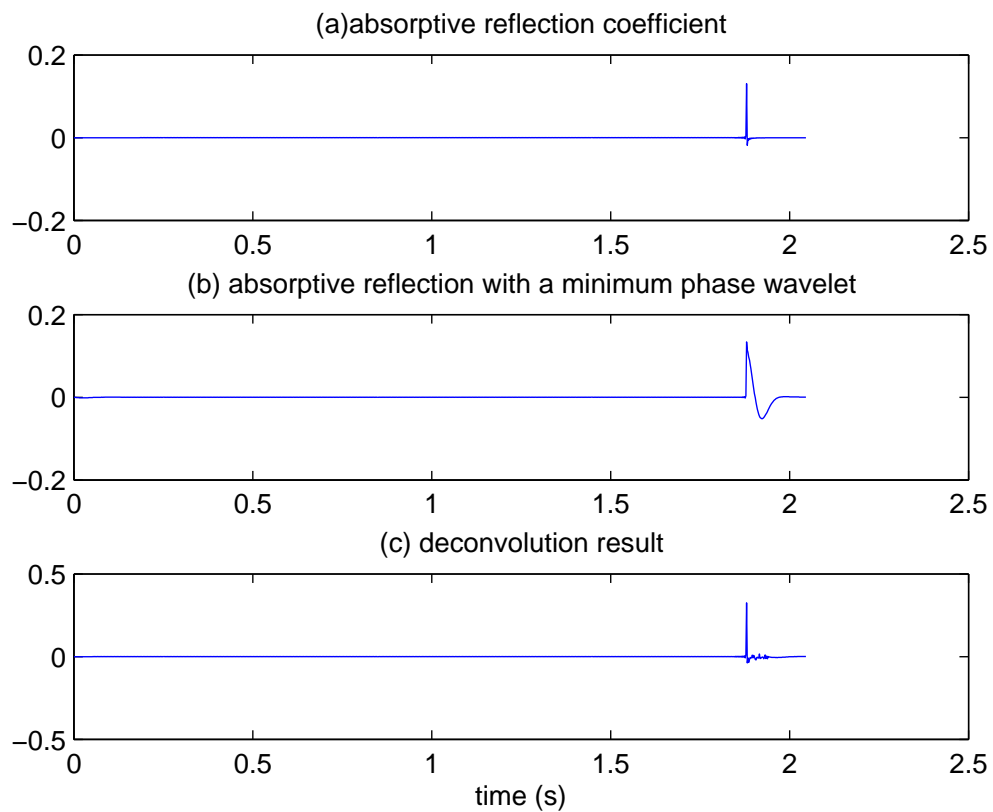 (a)absorptive reflection coefficient
0.2
0
−0.2
0 0.5 1 1.5 2 2.5
(b) absorptive reflection with a minimum phase wavelet
0.2
0
−0.2
0 0.5 1 1.5 2 2.5
(c) deconvolution result
0.5
0
−0.5
0 0.5 1 1.5 2 2.5
time (s)